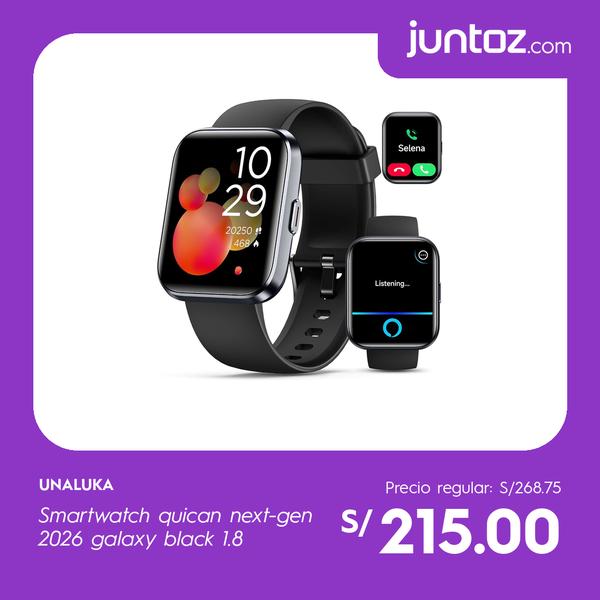 juntoz.com
10
29
20250
468
Selena
Listening...
UNALUKA
Smartwatch quican next-gen
2026 galaxy black 1.8
Precio regular: S/268.75
S/215.00